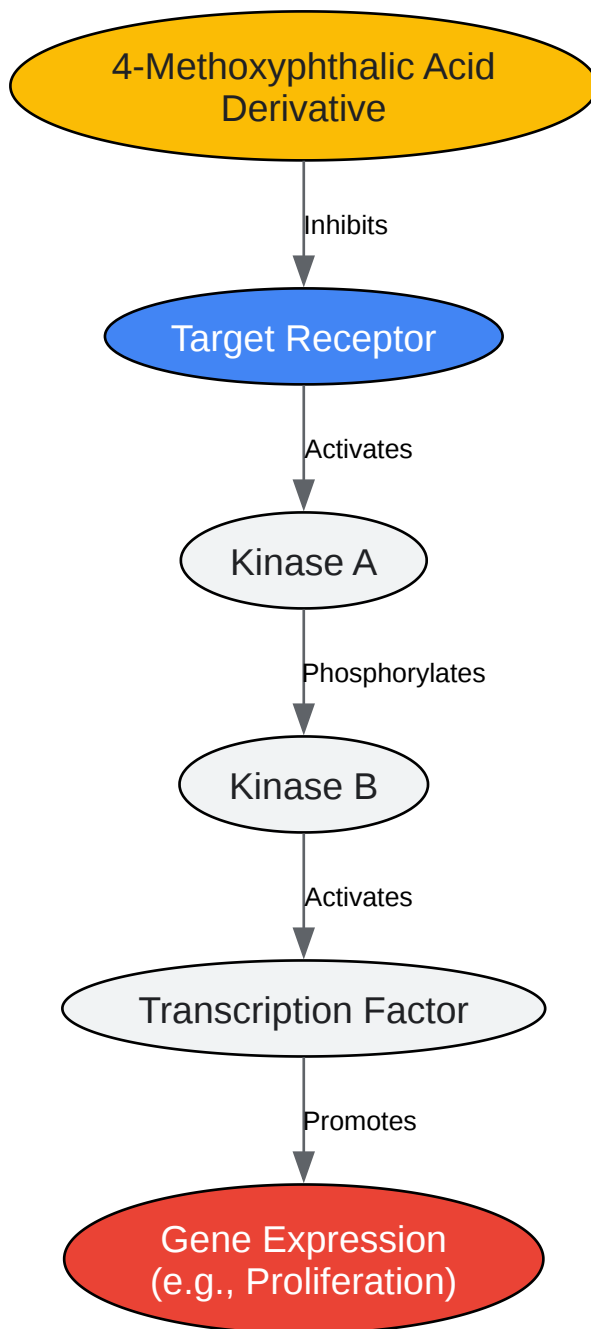 4-Methoxyphthalic Acid
Derivative
Inhibits
Target Receptor
Activates
Kinase A
Phosphorylates
Kinase B
Activates
Transcription Factor
Promotes
Gene Expression
(e.g., Proliferation)